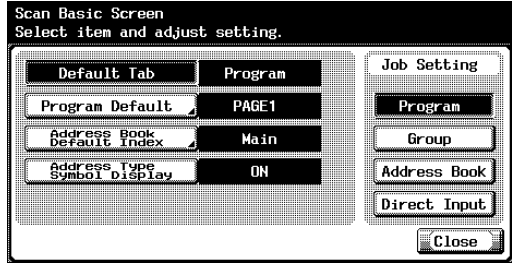 Scan Basic Screen
Select item and adjust setting.
Default Tab
Program
Program Default
PAGE1
Address Book
Default Index
Main
Address Type
Symbol Display
ON
Job Setting
Program
Group
Address Book
Direct Input
Close